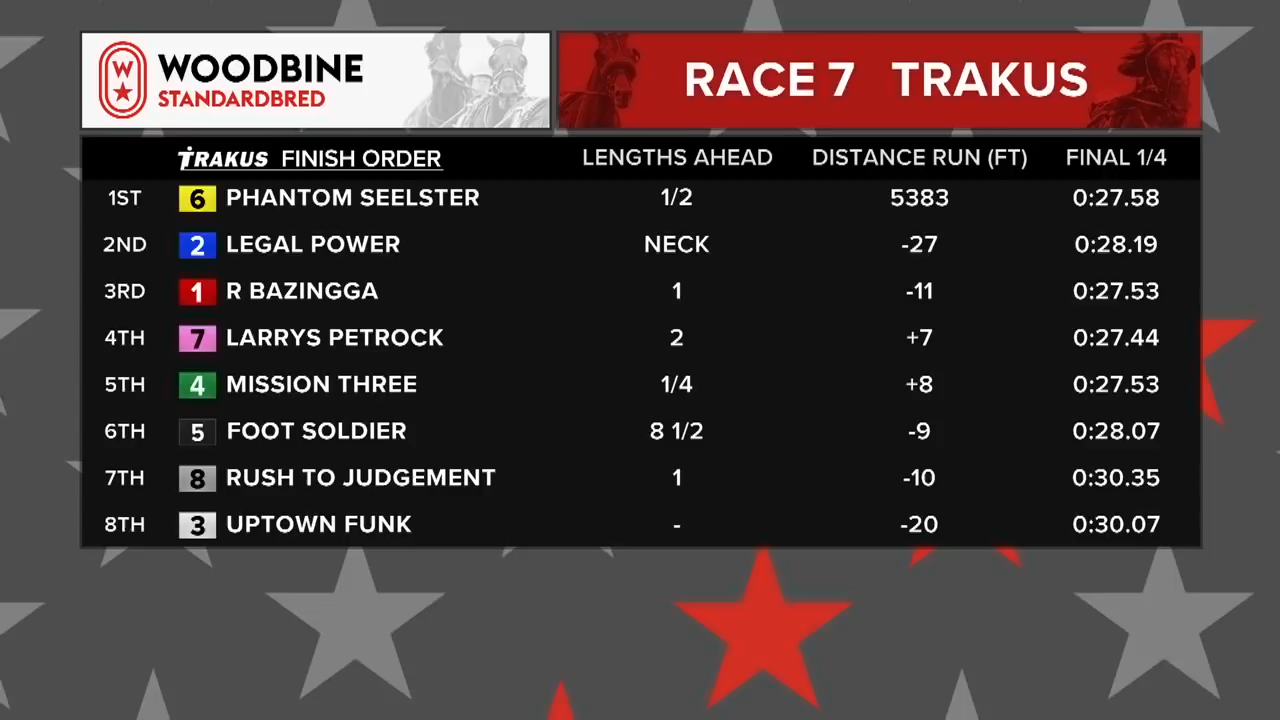 W WOODBINE
STANDARDBRED
RACE 7 TRAKUS
TRAKUS FINISH ORDER LENGTHS AHEAD DISTANCE RUN (FT) FINAL 1/4
1ST 6 PHANTOM SEELSTER 1/2 5383 0:27.58
2ND 2 LEGAL POWER NECK -27 0:28.19
3RD 1 R BAZINGGA 1 -11 0:27.53
4TH 7 LARRYS PETROCK 2 +7 0:27.44
5TH 4 MISSION THREE 1/4 +8 0:27.53
6TH 5 FOOT SOLDIER 8 1/2 -9 0:28.07
7TH 8 RUSH TO JUDGEMENT 1 -10 0:30.35
8TH 3 UPTOWN FUNK - -20 0:30.07